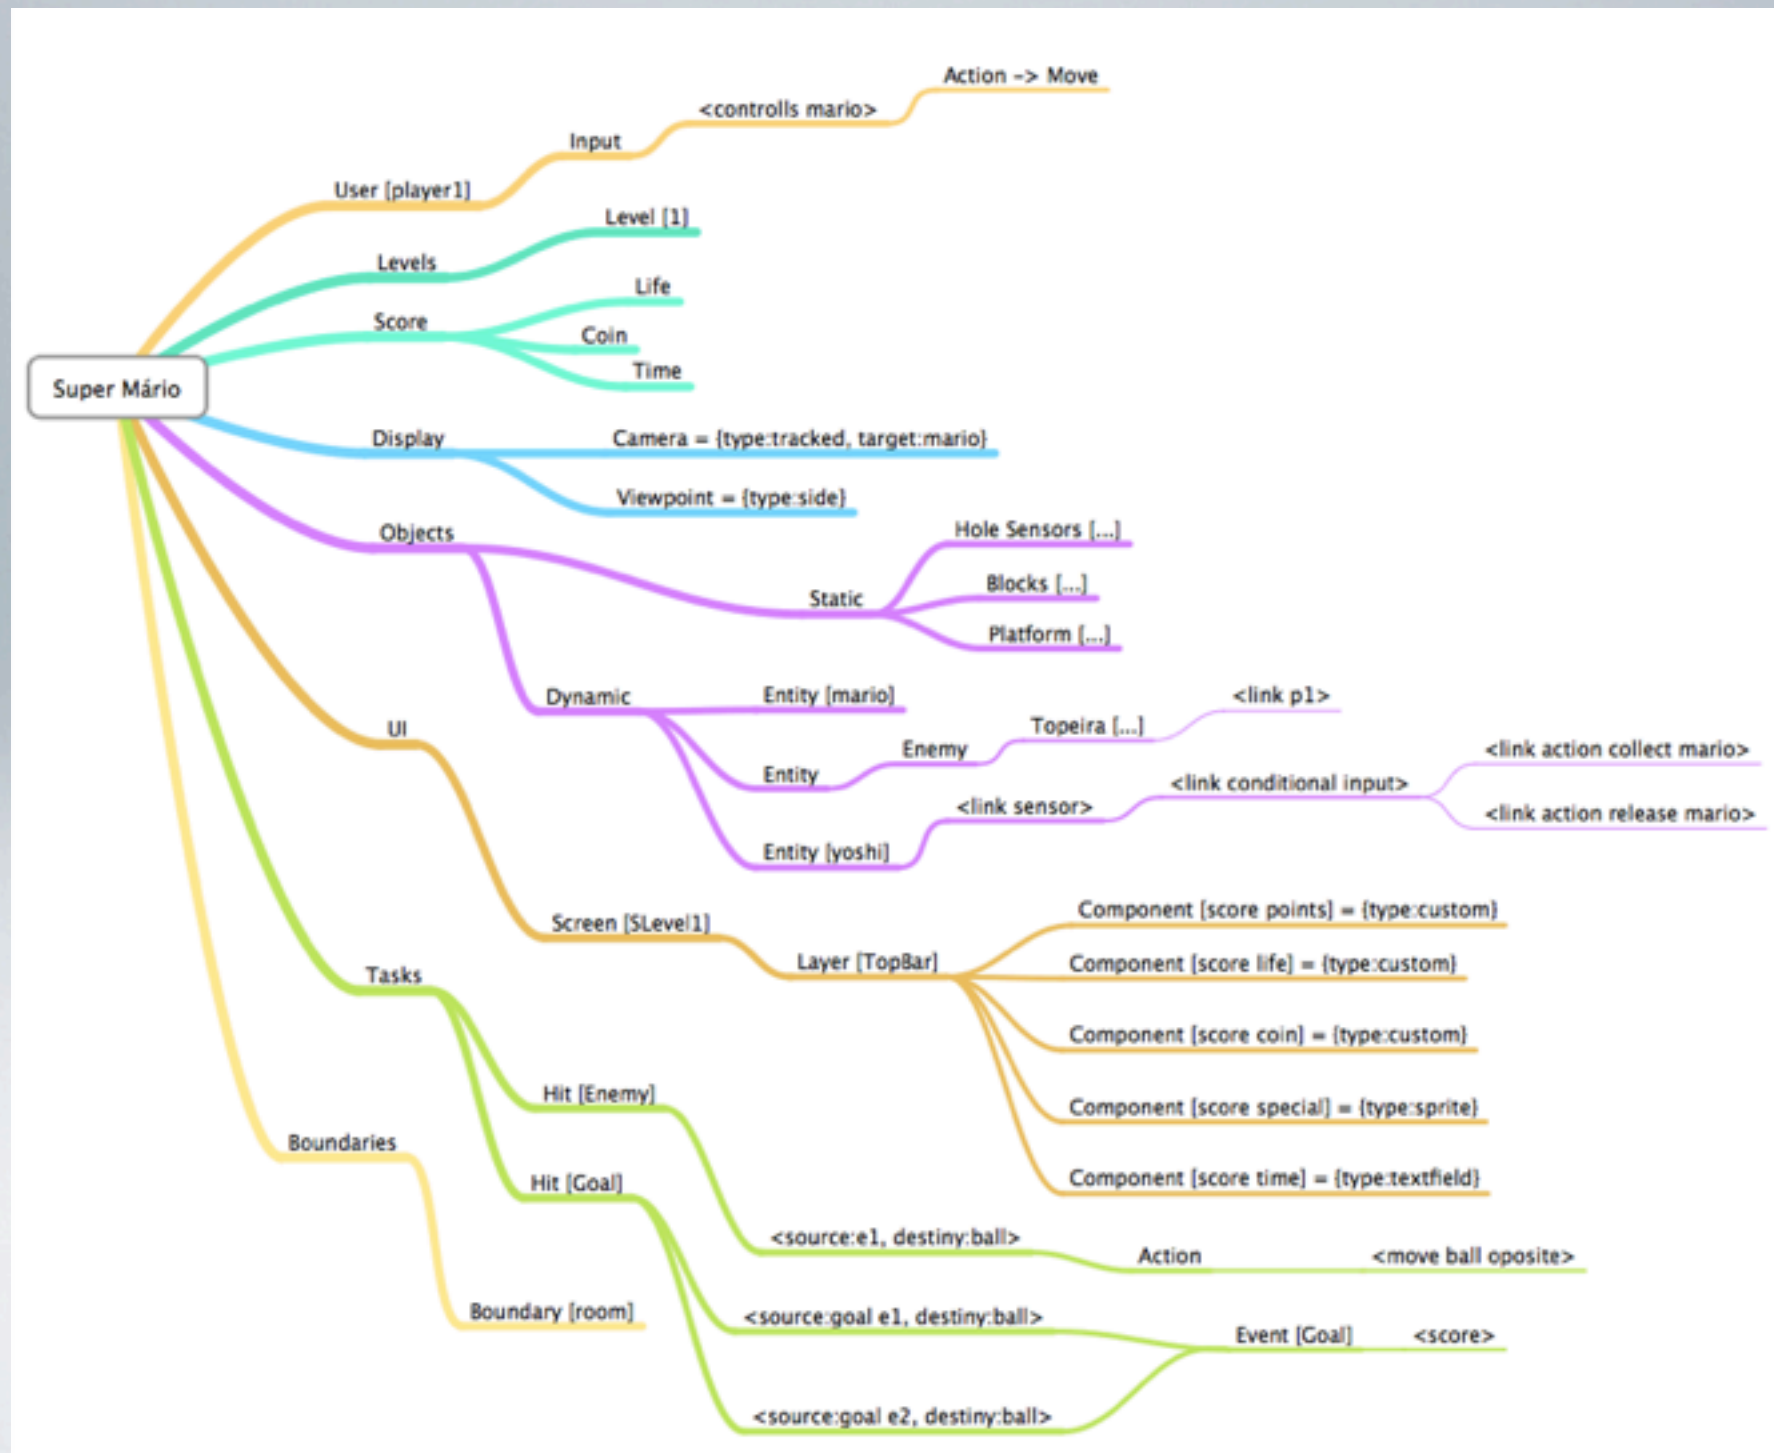 Action -> Move
<controlls mario>
Input
User [player1]
Level [1]
Levels
Life
Score
Coin
Time
Super Mário
Display
Camera = {type:tracked, target:mario}
Viewpoint = {type:side}
Objects
Hole Sensors [...]
Static
Blocks [...]
Platform [...]
Dynamic
Entity [mario]
<link p1>
Topeira [...]
Enemy
Entity
<link action collect mario>
<link conditional input>
<link sensor>
<link action release mario>
Entity [yoshi]
UI
Screen [SLevel1]
Layer [TopBar]
Component [score points] = {type:custom}
Component [score life] = {type:custom}
Component [score coin] = {type:custom}
Component [score special] = {type:sprite}
Component [score time] = {type:textfield}
Tasks
Hit [Enemy]
Boundaries
Hit [Goal]
<source:e1, destiny:ball>
Action
<move ball oposite>
Boundary [room]
<source:goal e1, destiny:ball>
Event [Goal]
<score>
<source:goal e2, destiny:ball>